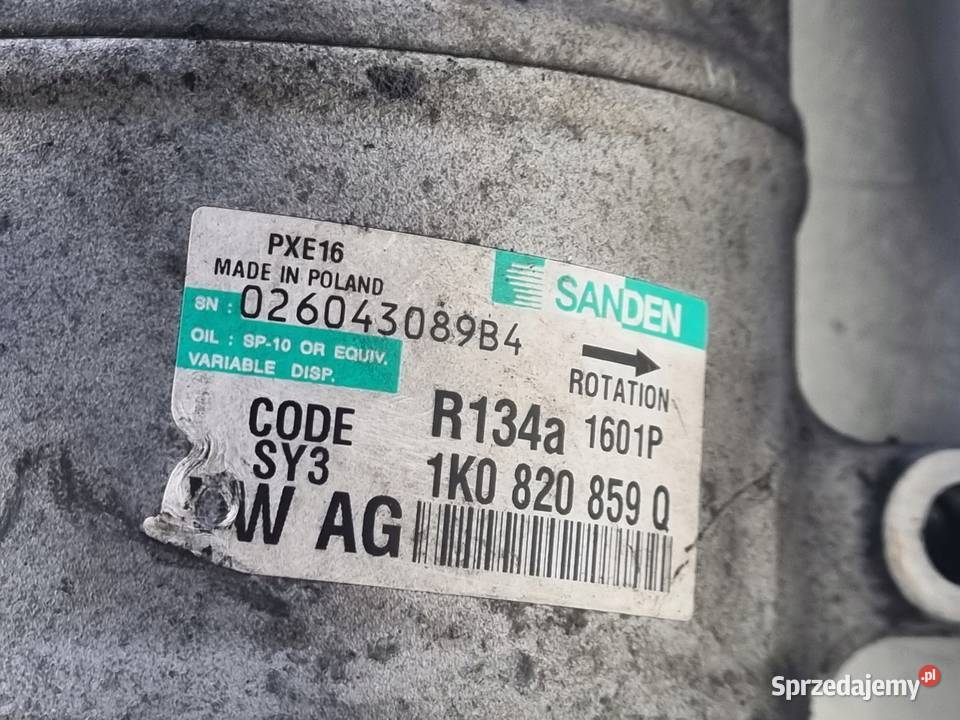 PXE16
MADE IN POLAND
SANDEN
SN : 026043089B4
OIL : SP-10 OR EQUIV.
VARIABLE DISP.
ROTATION
CODE
SY3
R134a 1601P
1K0 820 859 Q
VW AG
Sprzedajemy.pl